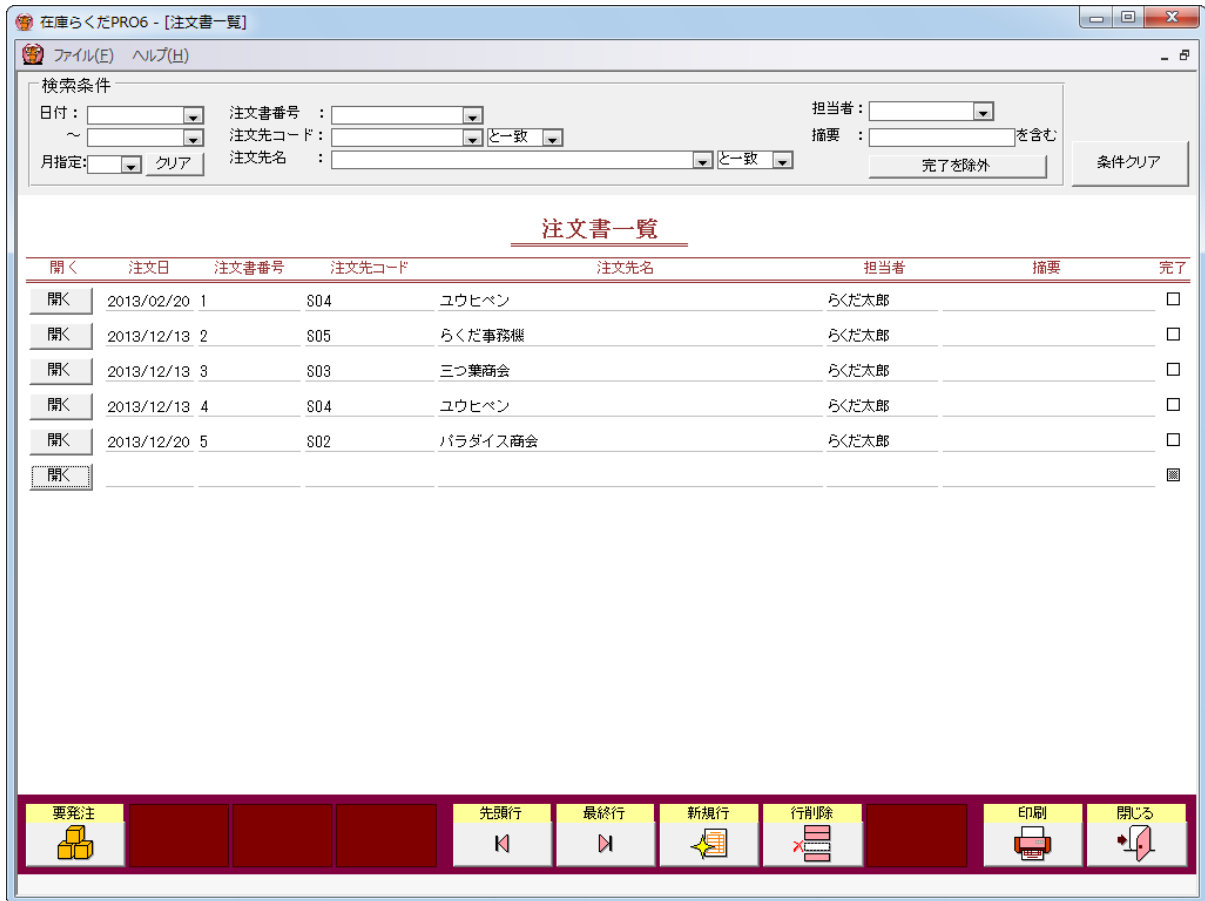 在庫らくだPRO6 - [注文書一覧]
ファイル(F) ヘルプ(H)
検索条件
日付： 注文書番号 ： 担当者：
～ 注文先コード： と一致 摘要 ： を含む
月指定: クリア 注文先名 ： と一致 完了を除外 条件クリア
注文書一覧
開く 注文日 注文書番号 注文先コード 注文先名 担当者 摘要 完了
開く 2013/02/20 1 S04 ユウヒペン らくだ太郎
開く 2013/12/13 2 S05 らくだ事務機 らくだ太郎
開く 2013/12/13 3 S03 三つ葉商会 らくだ太郎
開く 2013/12/13 4 S04 ユウヒペン らくだ太郎
開く 2013/12/20 5 S02 パラダイス商会 らくだ太郎
開く
要発注 先頭行 最終行 新規行 行削除 印刷 閉じる